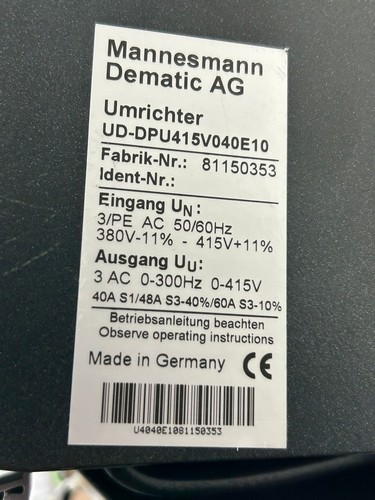 Mannesmann
Dematic AG
Umrichter
UD-DPU415V040E10
Fabrik-Nr.: 81150353
Ident-Nr.:
Eingang UN:
3/PE AC 50/60Hz
380V-11% - 415V+11%
Ausgang UU:
3 AC 0-300Hz 0-415V
40A S1/48A S3-40%/60A S3-10%
Betriebsanleitung beachten
Observe operating instructions
Made in Germany CE
U4040E1081150353